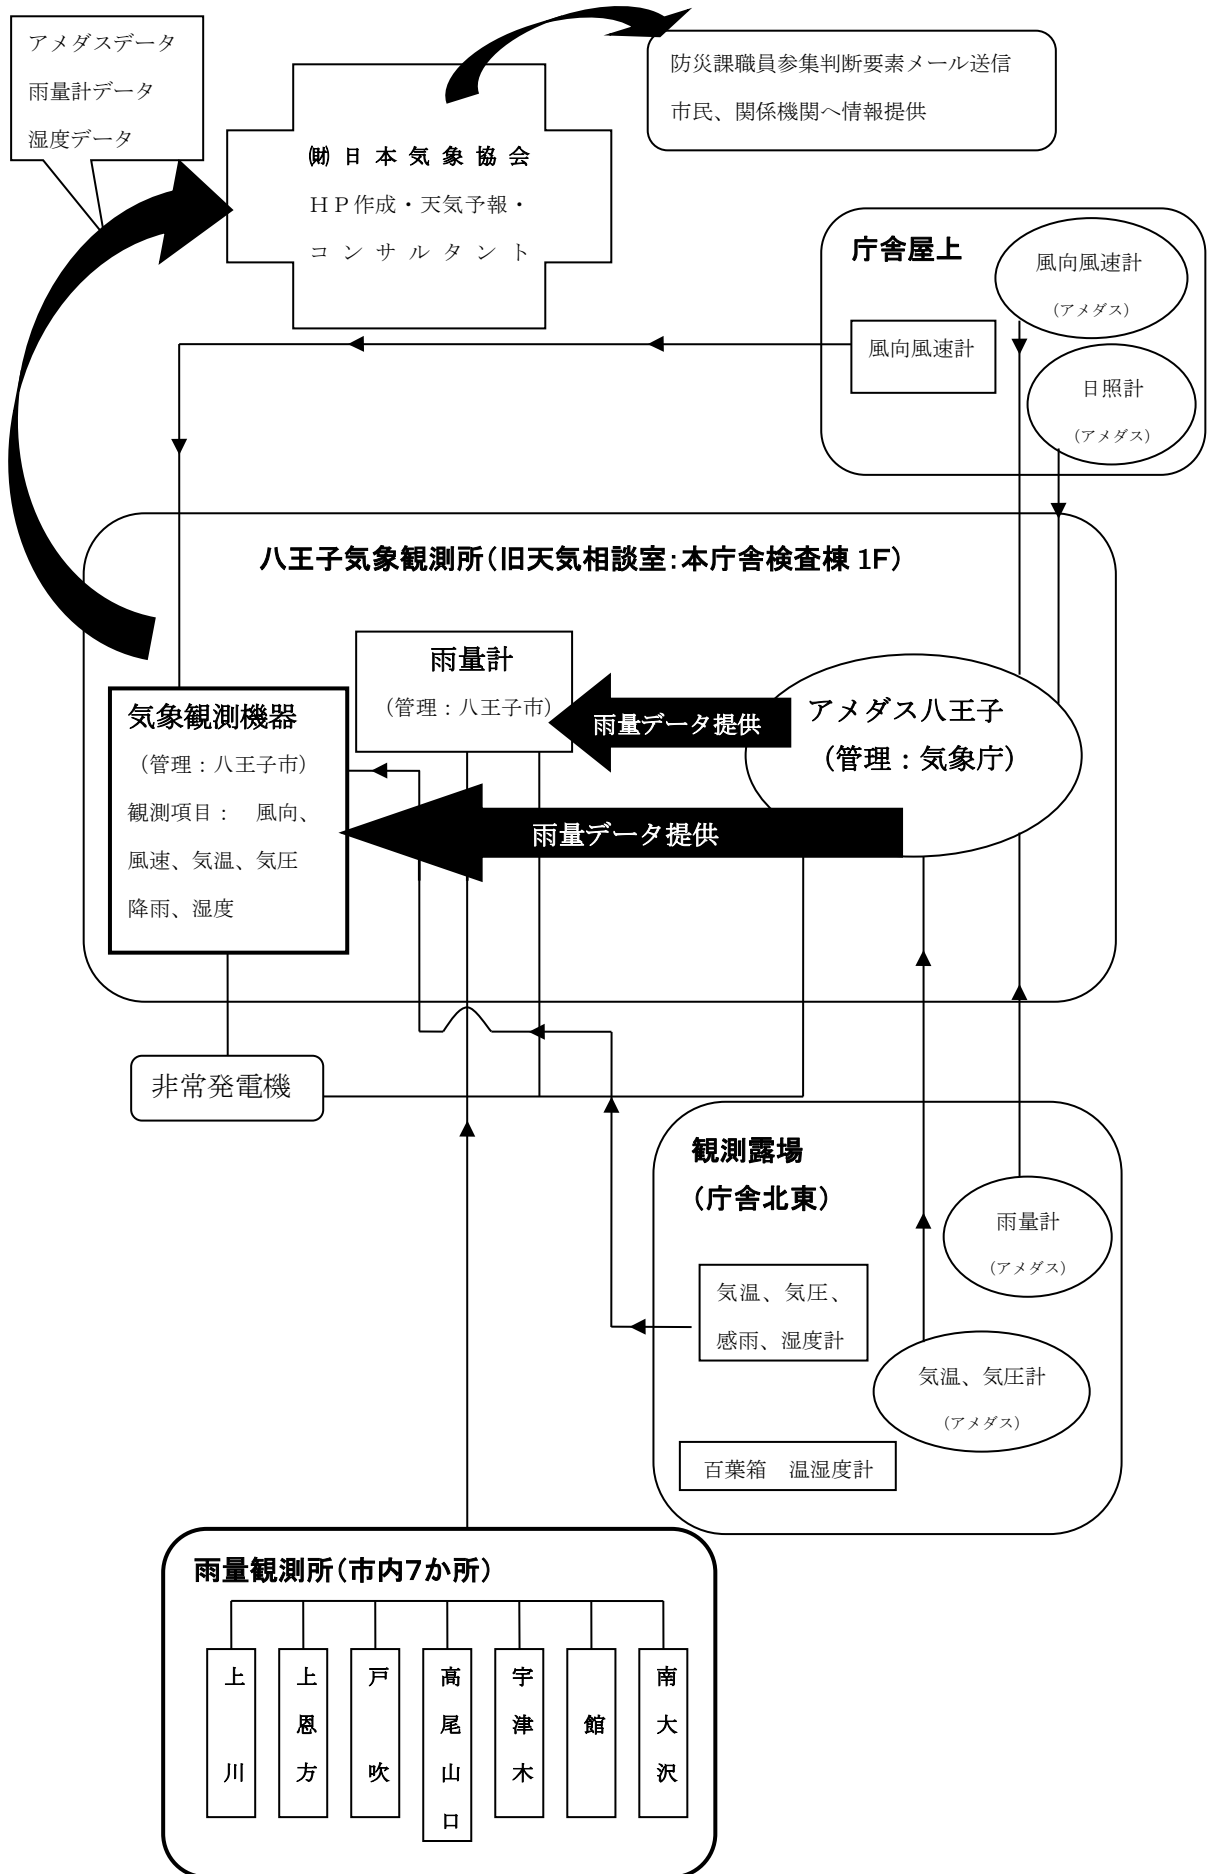 アメダスデータ
雨量計データ
湿度データ
防災課職員参集判断要素メール送信
市民、関係機関へ情報提供
㈶日本気象協会
ＨＰ作成・天気予報・
コンサルタント
庁舎屋上
風向風速計
（アメダス）
風向風速計
日照計
（アメダス）
八王子気象観測所（旧天気相談室：本庁舎検査棟 1F）
雨量計
（管理：八王子市）
雨量データ提供
アメダス八王子
（管理：気象庁）
気象観測機器
（管理：八王子市）
観測項目：　風向、
風速、気温、気圧
降雨、湿度
雨量データ提供
非常発電機
観測露場
（庁舎北東）
雨量計
（アメダス）
気温、気圧、
感雨、湿度計
気温、気圧計
（アメダス）
百葉箱　温湿度計
雨量観測所（市内７か所）
上川
上恩方
戸吹
高尾山口
宇津木
館
南大沢